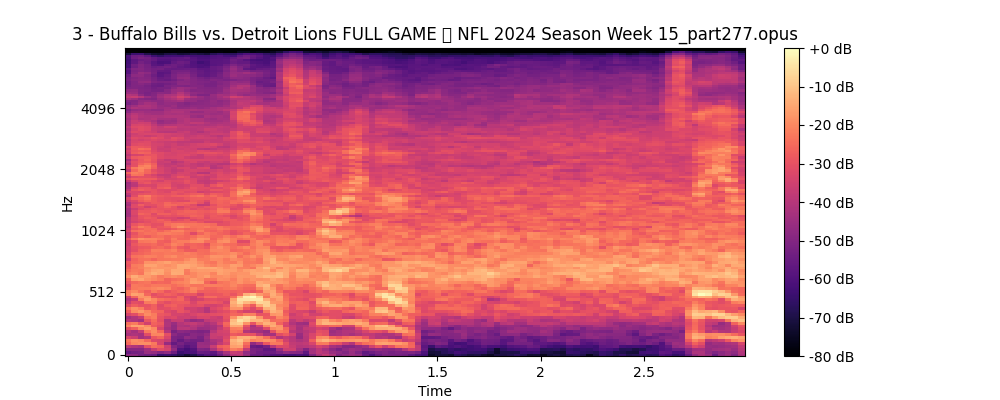 3 - Buffalo Bills vs. Detroit Lions FULL GAME ▯ NFL 2024 Season Week 15_part277.opus
+0 dB
4096
-10 dB
-20 dB
2048
-30 dB
Hz
1024
-40 dB
-50 dB
512
-60 dB
-70 dB
0
-80 dB
0 0.5 1 1.5 2 2.5
Time